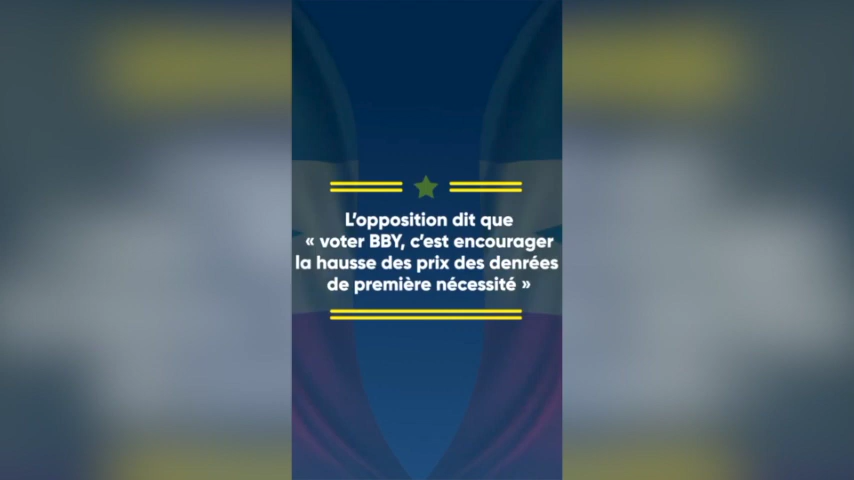 L'opposition dit que
« voter BBY, c'est encourager
la hausse des prix des denrées
de première nécessité »